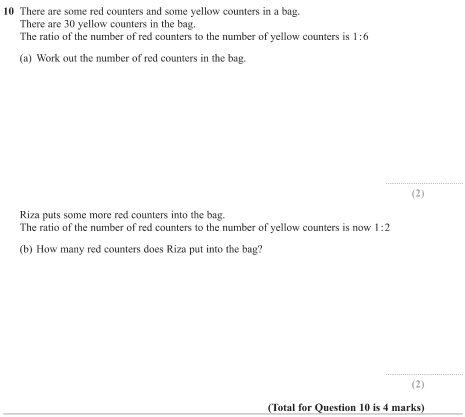 10 There are some red counters and some yellow counters in a bag.
There are 30 yellow counters in the bag.
The ratio of the number of red counters to the number of yellow counters is 1:6
(a) Work out the number of red counters in the bag.
(2)
Riza puts some more red counters into the bag.
The ratio of the number of red counters to the number of yellow counters is now 1:2
(b) How many red counters does Riza put into the bag?
(2)
(Total for Question 10 is 4 marks)